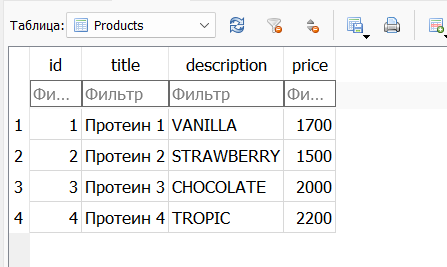 Таблица: Products
id title description price
Фи... Фильтр Фильтр Фи...
1 1 Протеин 1 VANILLA 1700
2 2 Протеин 2 STRAWBERRY 1500
3 3 Протеин 3 CHOCOLATE 2000
4 4 Протеин 4 TROPIC 2200